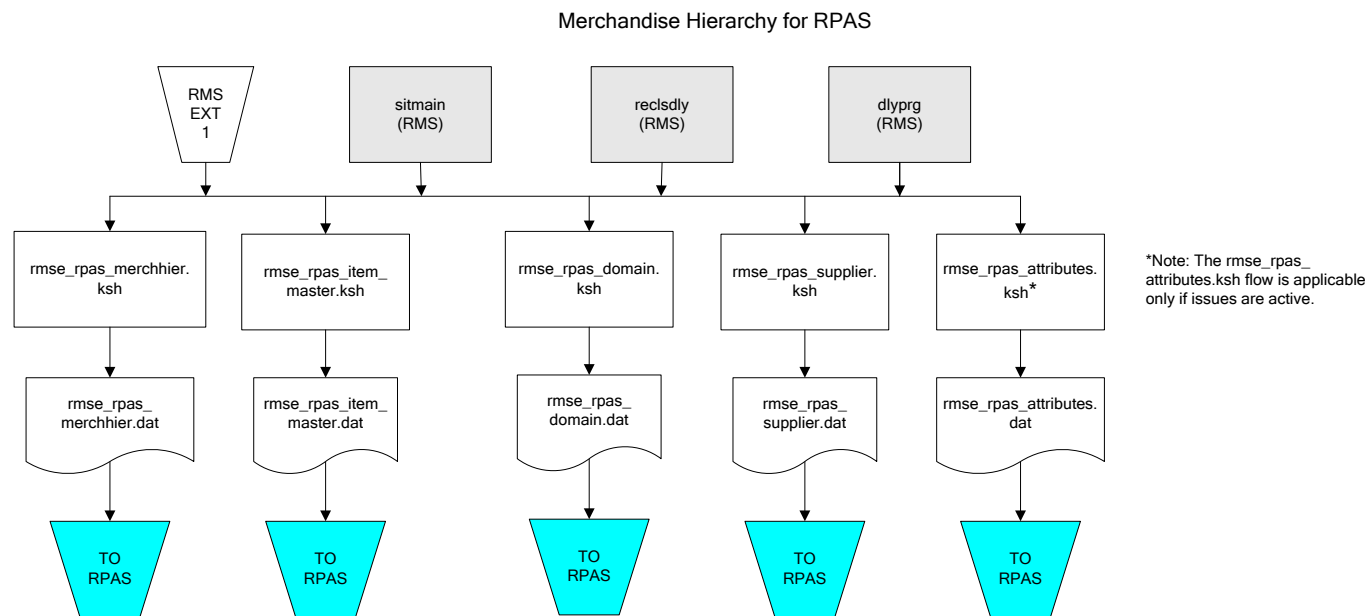 Merchandise Hierarchy for RPAS
RMS
EXT
1
sitmain
(RMS)
reclsdly
(RMS)
dlyprg
(RMS)
rmse_rpas_merchhier.
ksh
rmse_rpas_item_
master.ksh
rmse_rpas_domain.
ksh
rmse_rpas_supplier.
ksh
rmse_rpas_attributes.
ksh*
*Note: The rmse_rpas_
attributes.ksh flow is applicable
only if issues are active.
rmse_rpas_
merchhier.dat
rmse_rpas_item_
master.dat
rmse_rpas_
domain.dat
rmse_rpas_
supplier.dat
rmse_rpas_attributes.
dat
TO
RPAS
TO
RPAS
TO
RPAS
TO
RPAS
TO
RPAS